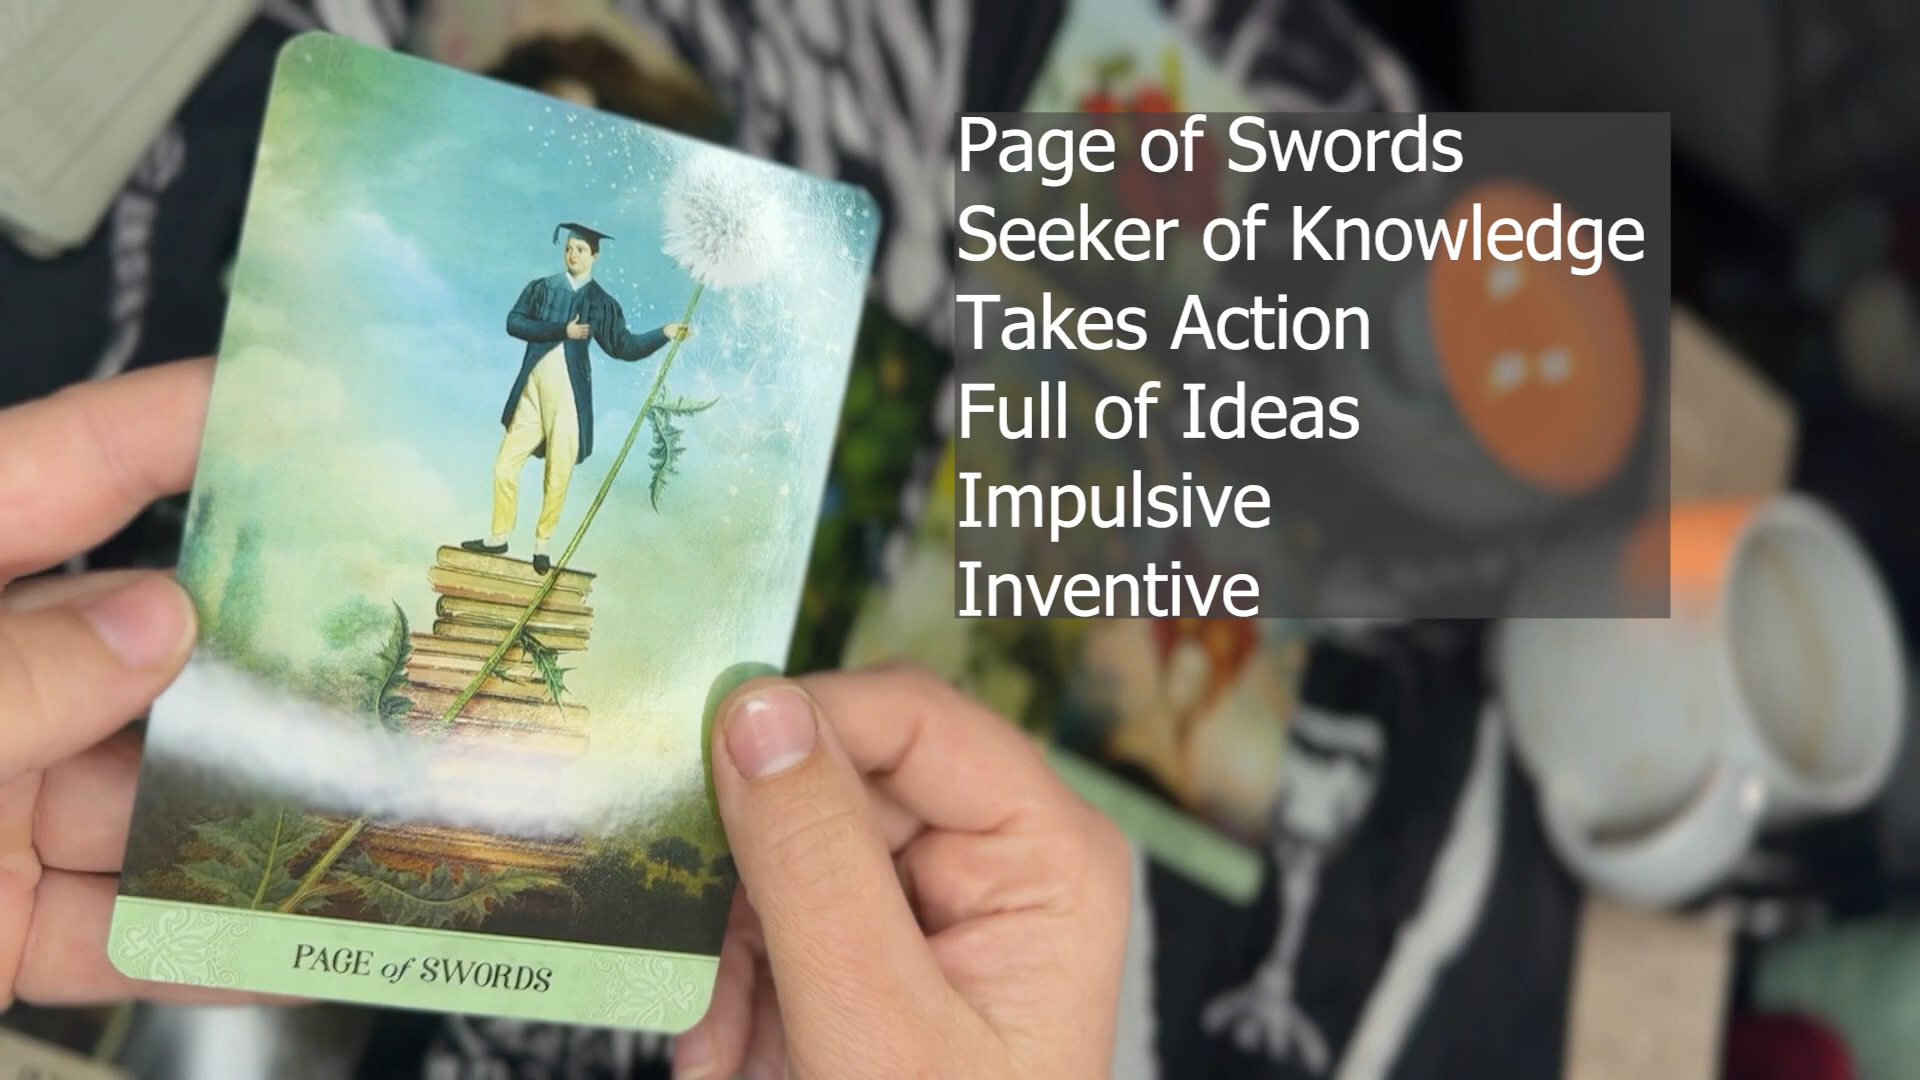 Page of Swords
Seeker of Knowledge
Takes Action
Full of Ideas
Impulsive
Inventive
PAGE of SWORDS